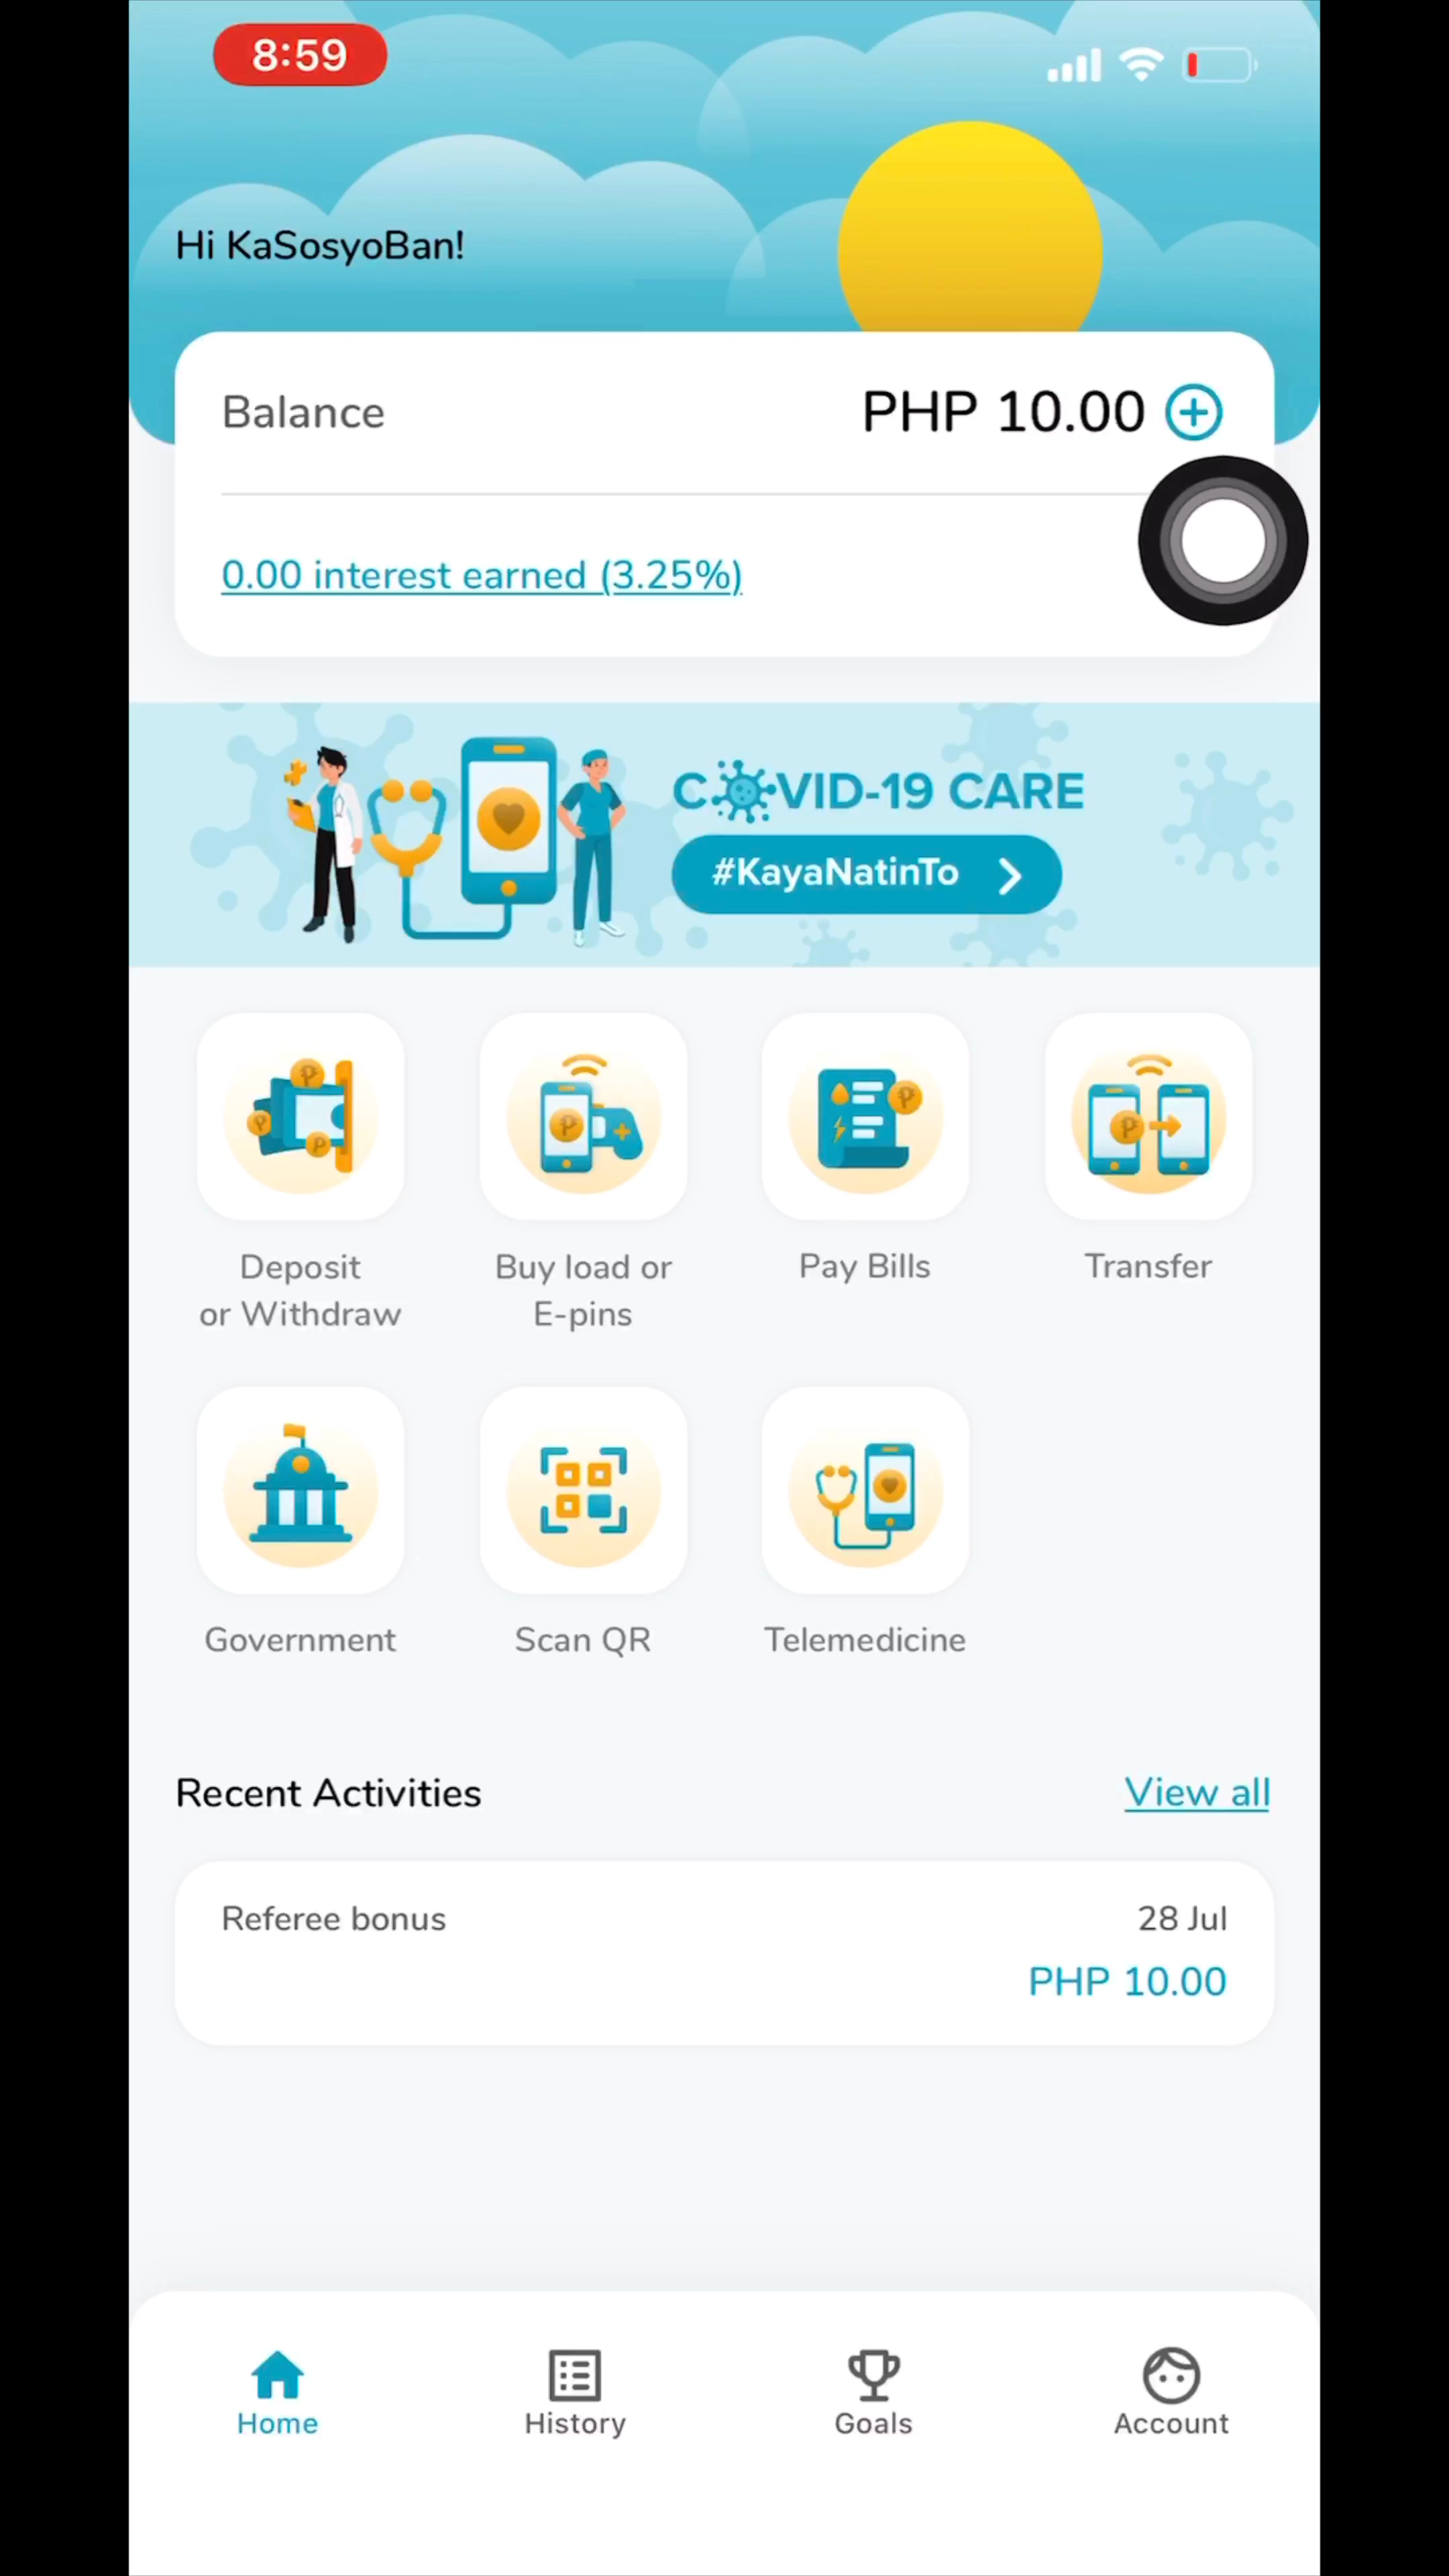 8:59
Hi KaSosyoBan!
Balance
PHP 10.00
0.00 interest earned (3.25%)
COVID-19 CARE
#KayaNatinTo
Deposit
or Withdraw
Buy load or
E-pins
Pay Bills
Transfer
Government
Scan QR
Telemedicine
Recent Activities
View all
Referee bonus
28 Jul
PHP 10.00
Home
History
Goals
Account